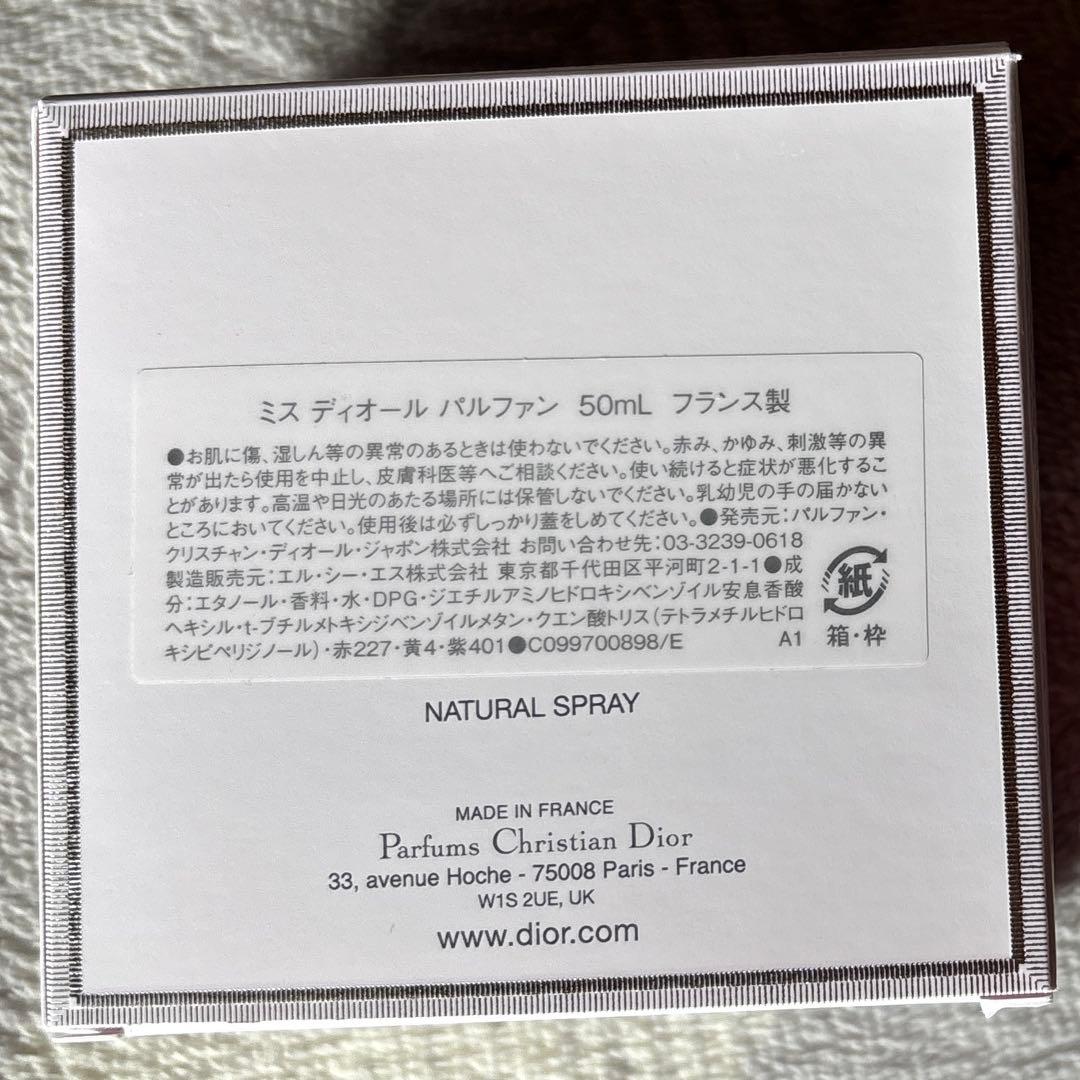 ミス ディオール パルファン 50mL フランス製
●お肌に傷、湿しん等の異常のあるときは使わないでください。赤み、かゆみ、刺激等の異
常が出たら使用を中止し、皮膚科医等へご相談ください。使い続けると症状が悪化するこ
とがあります。高温や日光のあたる場所には保管しないでください。乳幼児の手の届かない
ところにおいてください。使用後は必ずしっかり蓋をしめてください。●発売元：パルファン・
クリスチャン・ディオール・ジャポン株式会社 お問い合わせ先：03-3239-0618
製造販売元：エル・シー・エス株式会社 東京都千代田区平河町2-1-1●成
分：エタノール・香料・水・DPG・ジエチルアミノヒドロキシベンゾイル安息香酸
ヘキシル・t-ブチルメトキシジベンゾイルメタン・クエン酸トリス（テトラメチルヒドロ
キシピペリジノール）・赤227・黄4・紫401●C099700898/E A1
紙
箱・枠
NATURAL SPRAY
MADE IN FRANCE
Parfums Christian Dior
33, avenue Hoche - 75008 Paris - France
W1S 2UE, UK
www.dior.com